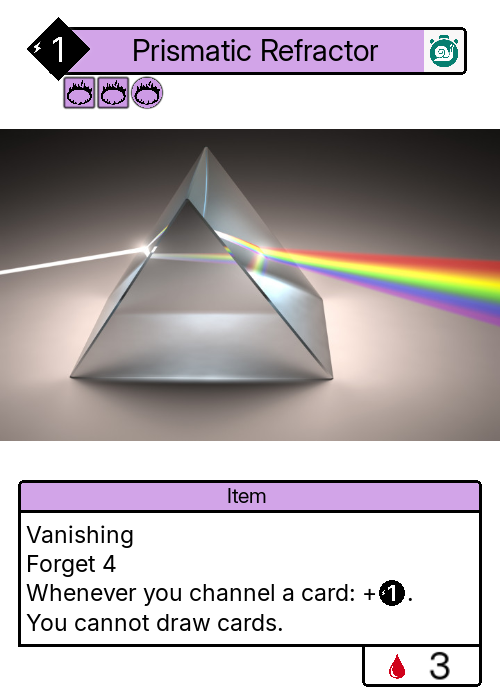 1 Prismatic Refractor
Item
Vanishing
Forget 4
Whenever you channel a card: +1.
You cannot draw cards.
3